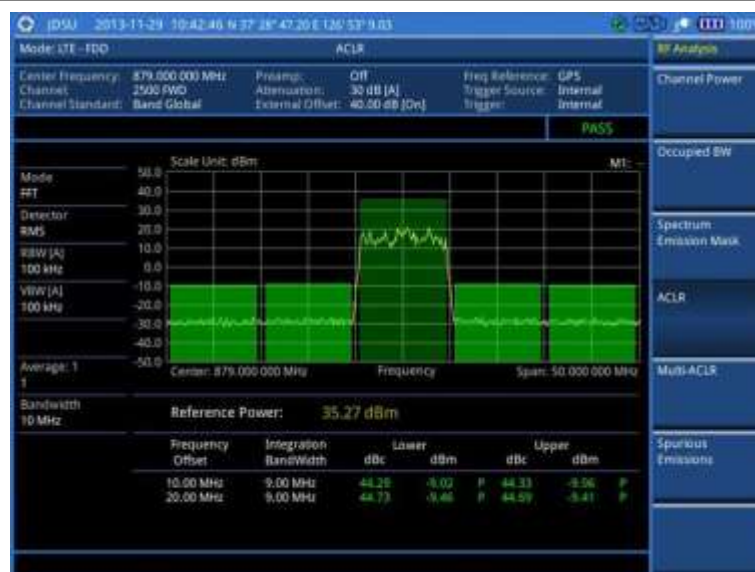 JDSU 2013-11-29 10:42:46 N 37° 28' 47.20 E 126° 53' 9.03 100%
Mode: LTE - FDD ACLR RF Analysis
Center Frequency: 879.000 000 MHz Preamp: Off Freq Reference: GPS
Channel: 2500 FWD Attenuation: 30 dB [A] Trigger Source: Internal
Channel Standard: Band Global External Offset: 40.00 dB [On] Trigger: Internal
PASS
Channel Power
Occupied BW
Spectrum Emission Mask
ACLR
Multi-ACLR
Spurious Emissions
Mode
FFT
Detector
RMS
RBW [A]
100 kHz
VBW [A]
100 kHz
Average: 1
1
Bandwidth
10 MHz
Scale Unit: dBm M1: --
50.0
40.0
30.0
20.0
10.0
0.0
-10.0
-20.0
-30.0
-40.0
-50.0
Center: 879.000 000 MHz Frequency Span: 50.000 000 MHz
Reference Power: 35.27 dBm
Frequency Offset Integration BandWidth Lower dBc dBm Upper dBc dBm
10.00 MHz 9.00 MHz 44.29 -9.02 P 44.33 P
20.00 MHz 9.00 MHz 44.73 -9.46 P -9.41 P